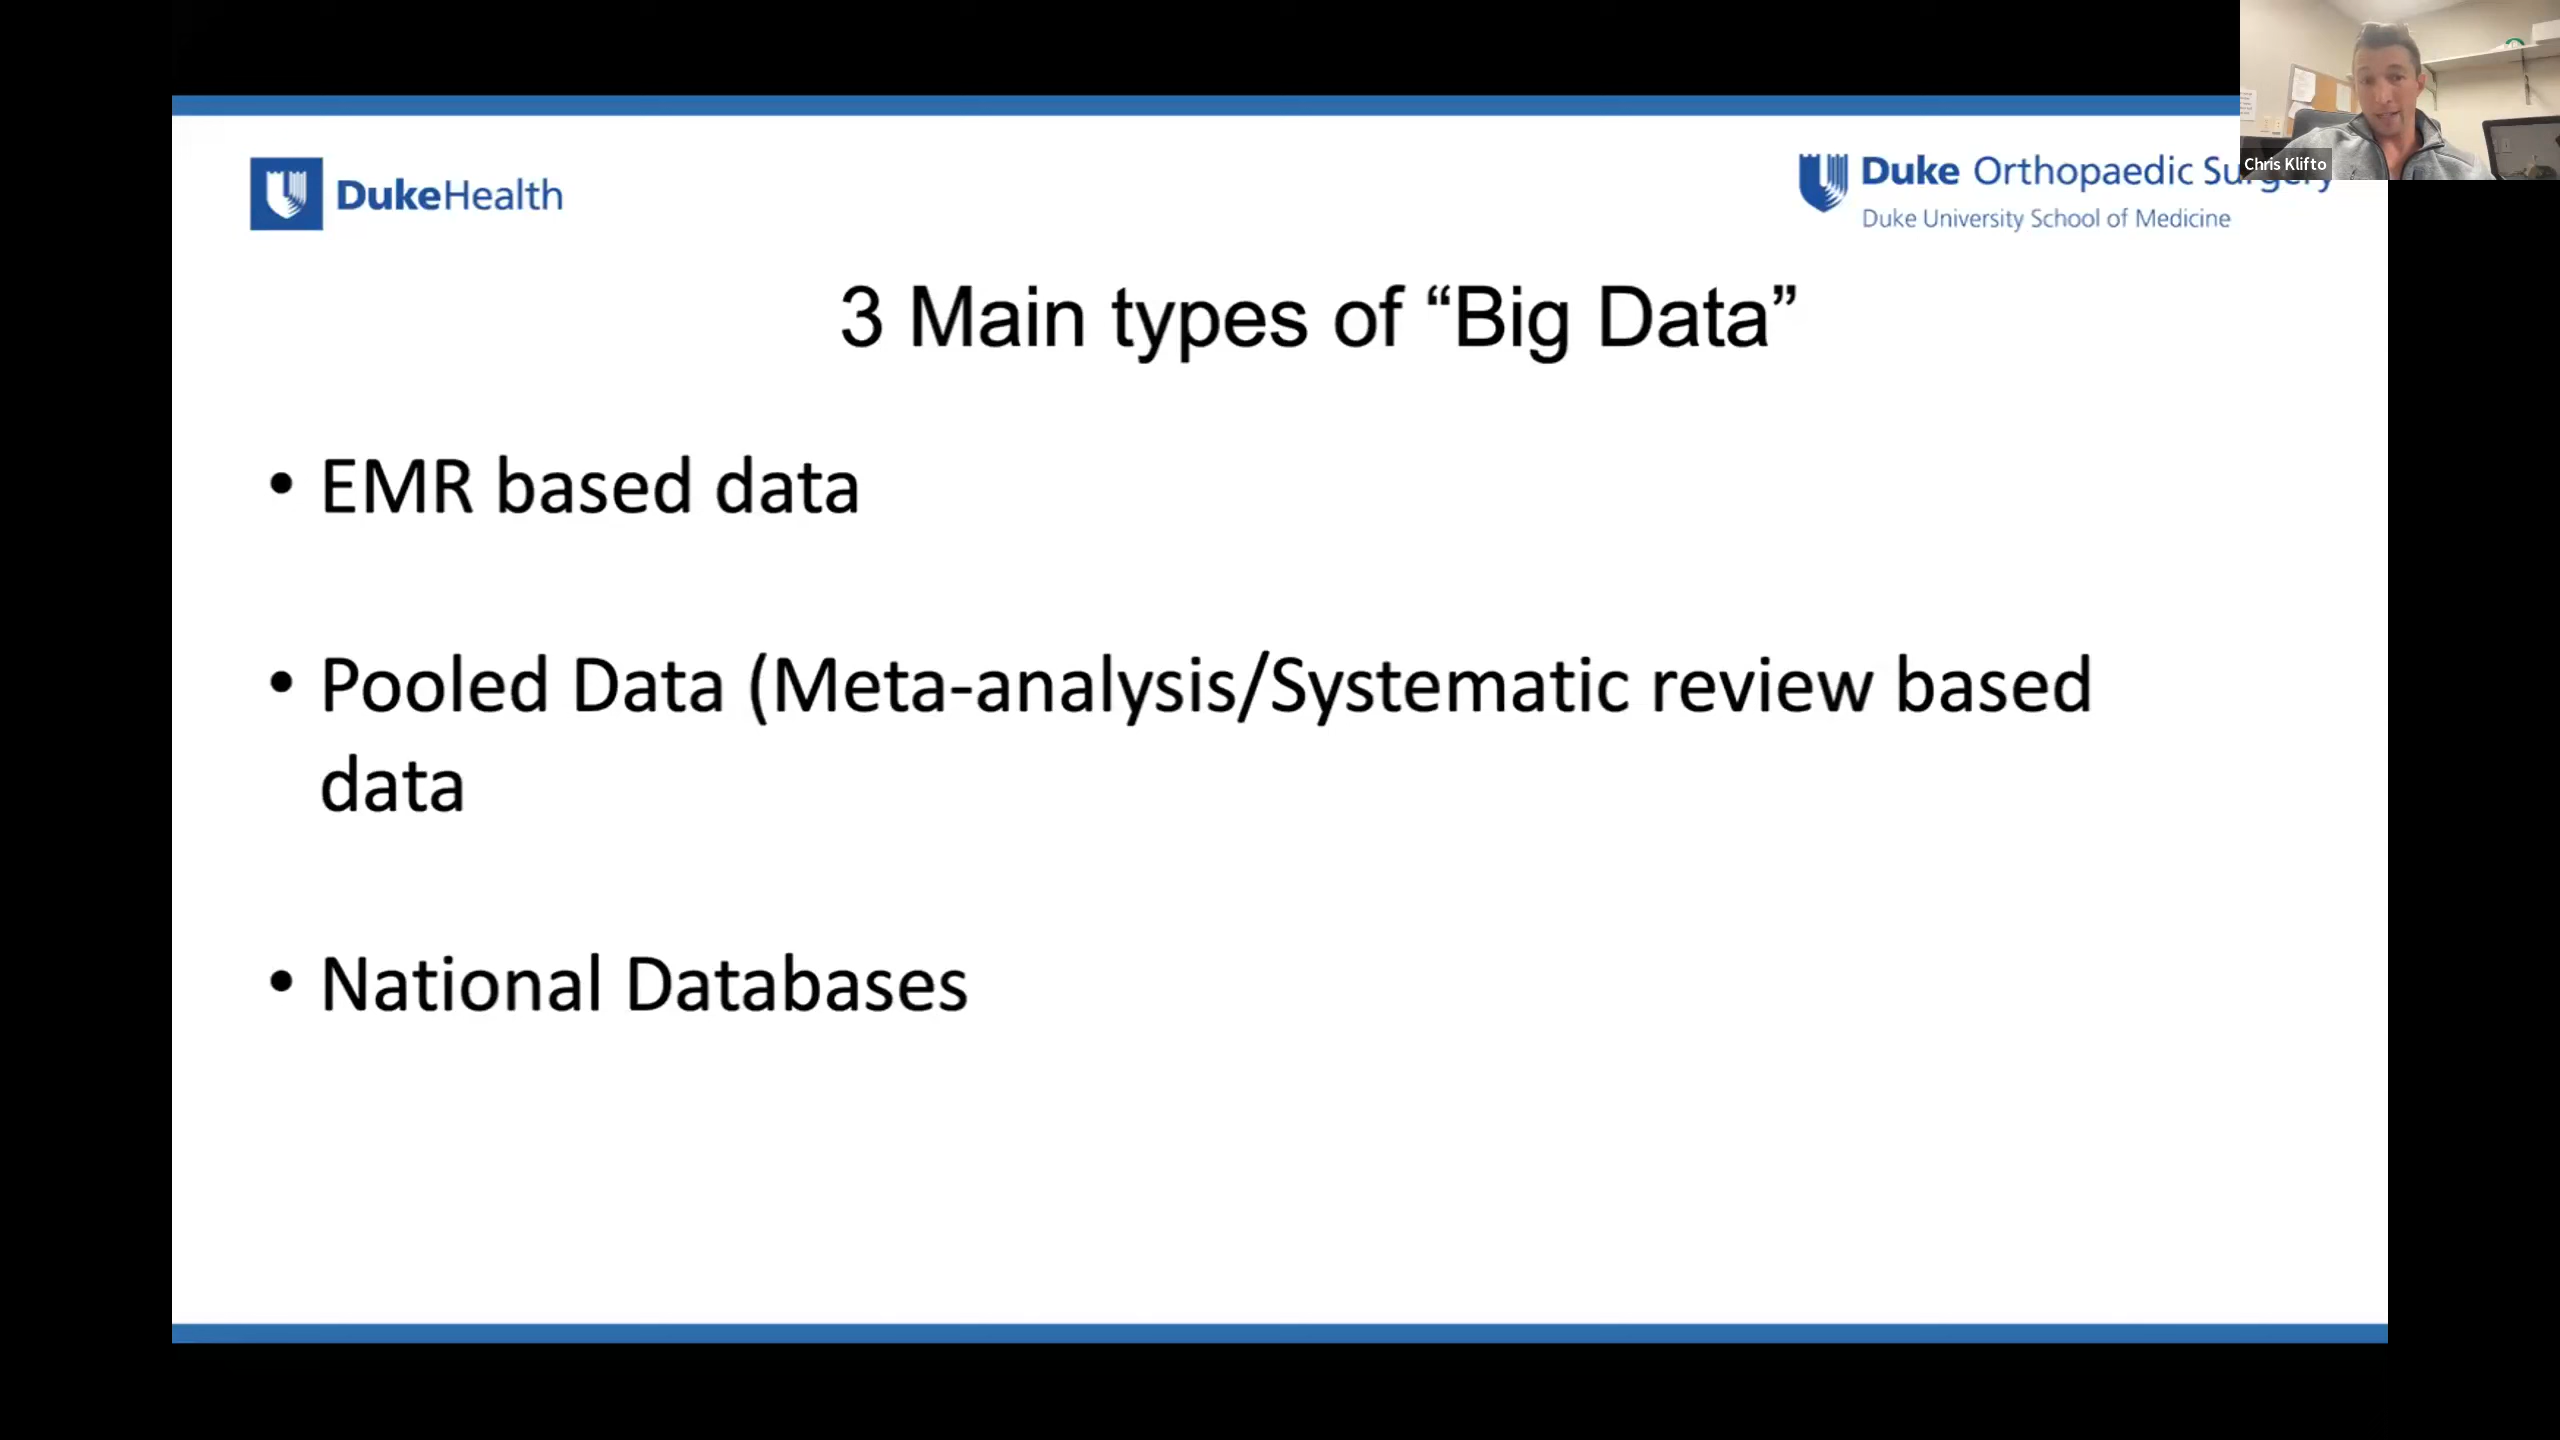 DukeHealth
Duke Orthopaedic Surgery
Duke University School of Medicine
Chris Klifto
3 Main types of “Big Data”
• EMR based data
• Pooled Data (Meta-analysis/Systematic review based
data
• National Databases